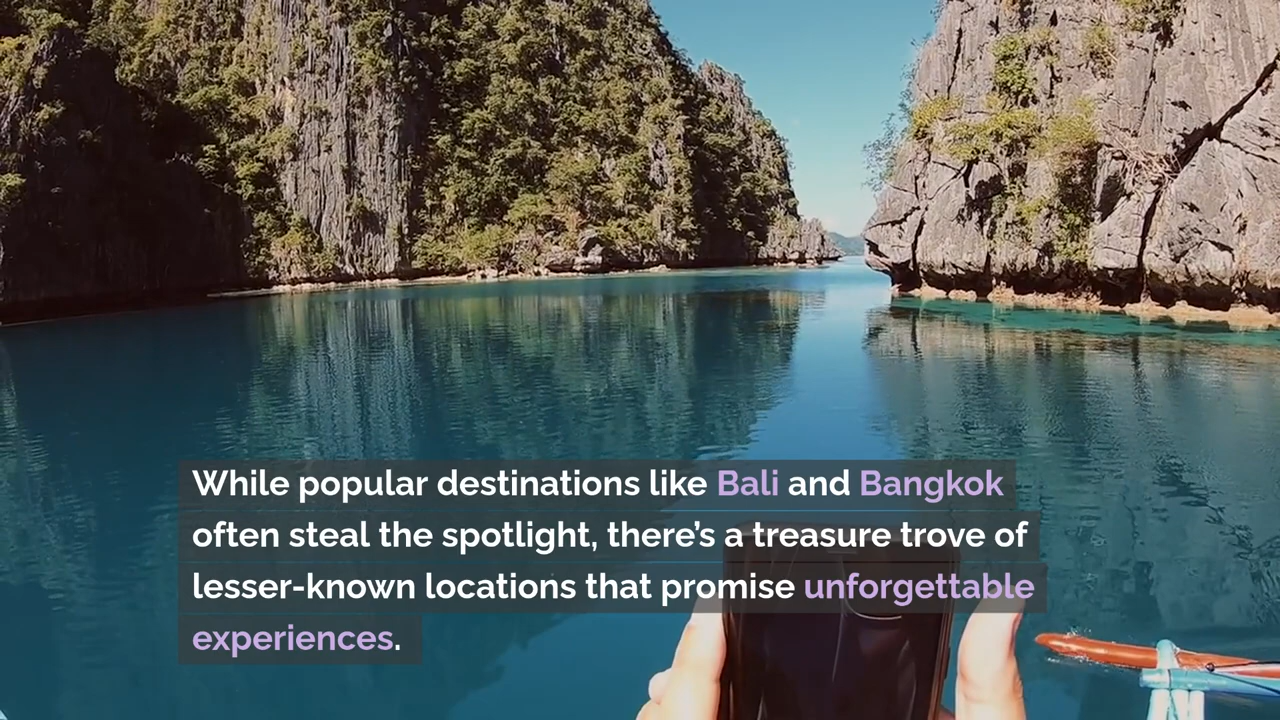 While popular destinations like Bali and Bangkok
often steal the spotlight, there’s a treasure trove of
lesser-known locations that promise unforgettable
experiences.